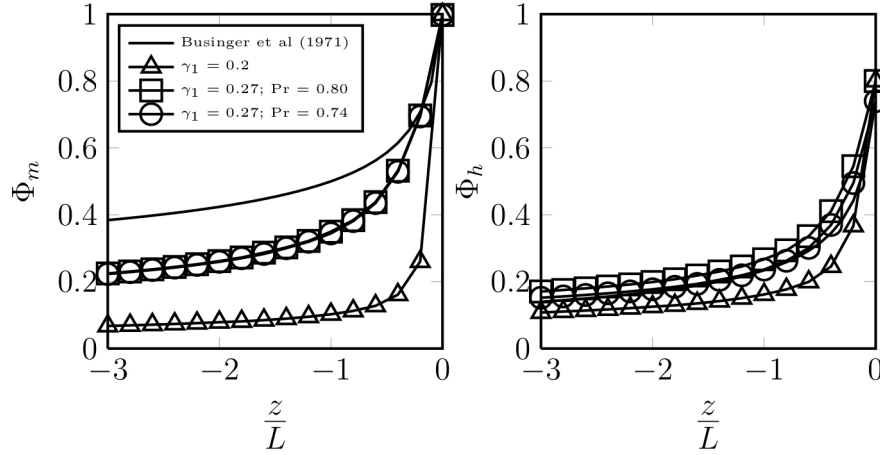 1
0.8
0.6
0.4
0.2
0
Φm
Businger et al (1971)
γ1 = 0.2
γ1 = 0.27; Pr = 0.80
γ1 = 0.27; Pr = 0.74
−3
−2
−1
0
z
L
1
0.8
0.6
0.4
0.2
0
Φh
−3
−2
−1
0
z
L